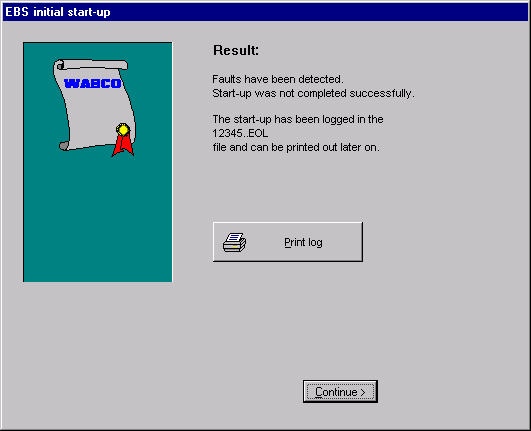 EBS initial start-up
WABCO
Result:
Faults have been detected.
Start-up was not completed successfully.
The start-up has been logged in the
12345..EOL
file and can be printed out later on.
Print log
Continue >